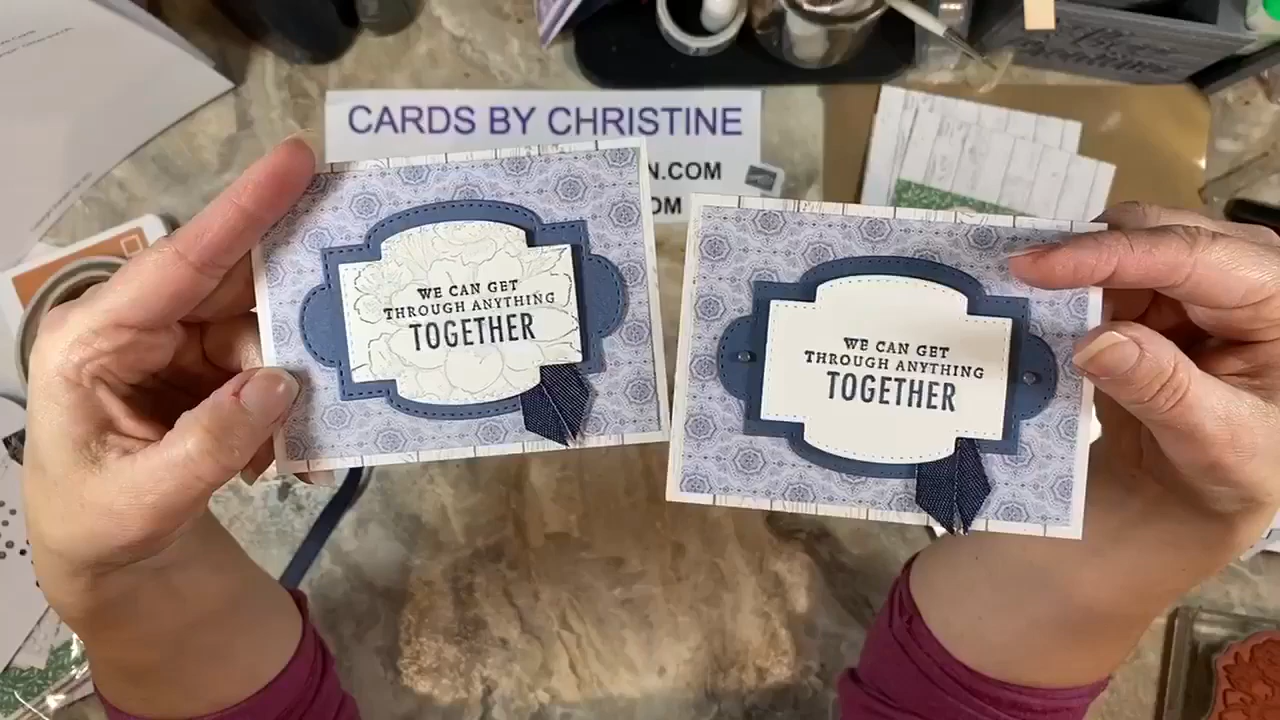 CARDS BY CHRISTINE
N.COM
OM
WE CAN GET
THROUGH ANYTHING
TOGETHER
WE CAN GET
THROUGH ANYTHING
TOGETHER